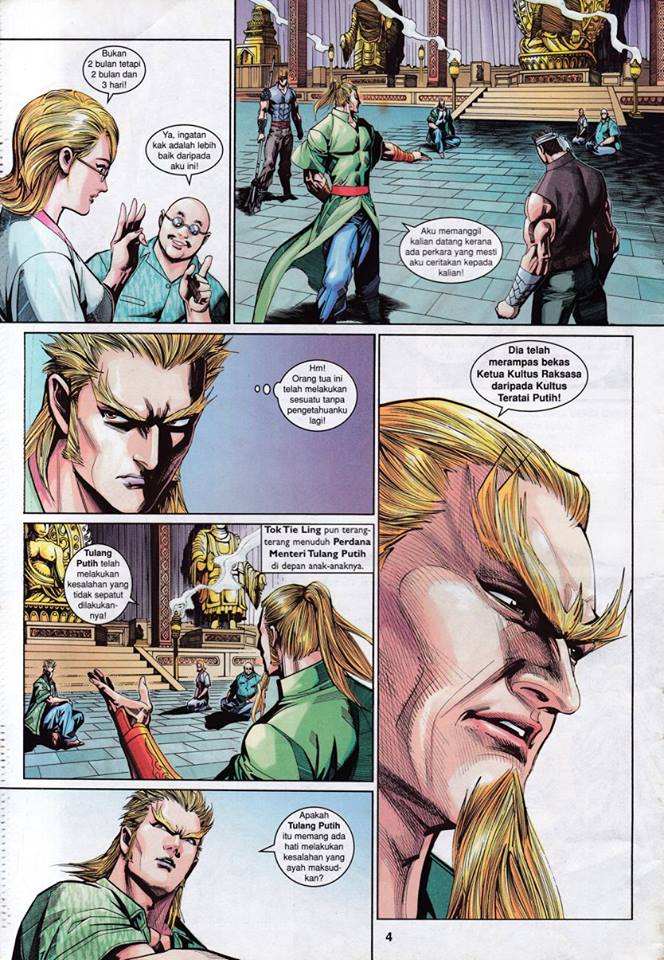 Bukan
2 bulan tetapi
2 bulan dan
3 hari!
Ya, ingatan
kak adalah lebih
baik daripada
aku ini!
Aku memanggil
kalian datang kerana
ada perkara yang mesti
aku ceritakan kepada
kalian!
Hm!
Orang tua ini
telah melakukan
sesuatu tanpa
pengetahuanku
lagi!
Dia telah
merampas bekas
Ketua Kultus Raksasa
daripada Kultus
Teratai Putih!
Tok Tie Ling pun terang-
terang menuduh Perdana
Menteri Tulang Putih
di depan anak-anaknya.
Tulang
Putih telah
melakukan
kesalahan yang
tidak sepatut
dilakukan-
nya!
Apakah
Tulang Putih
itu memang ada
hati melakukan
kesalahan yang
ayah maksud-
kan?
4